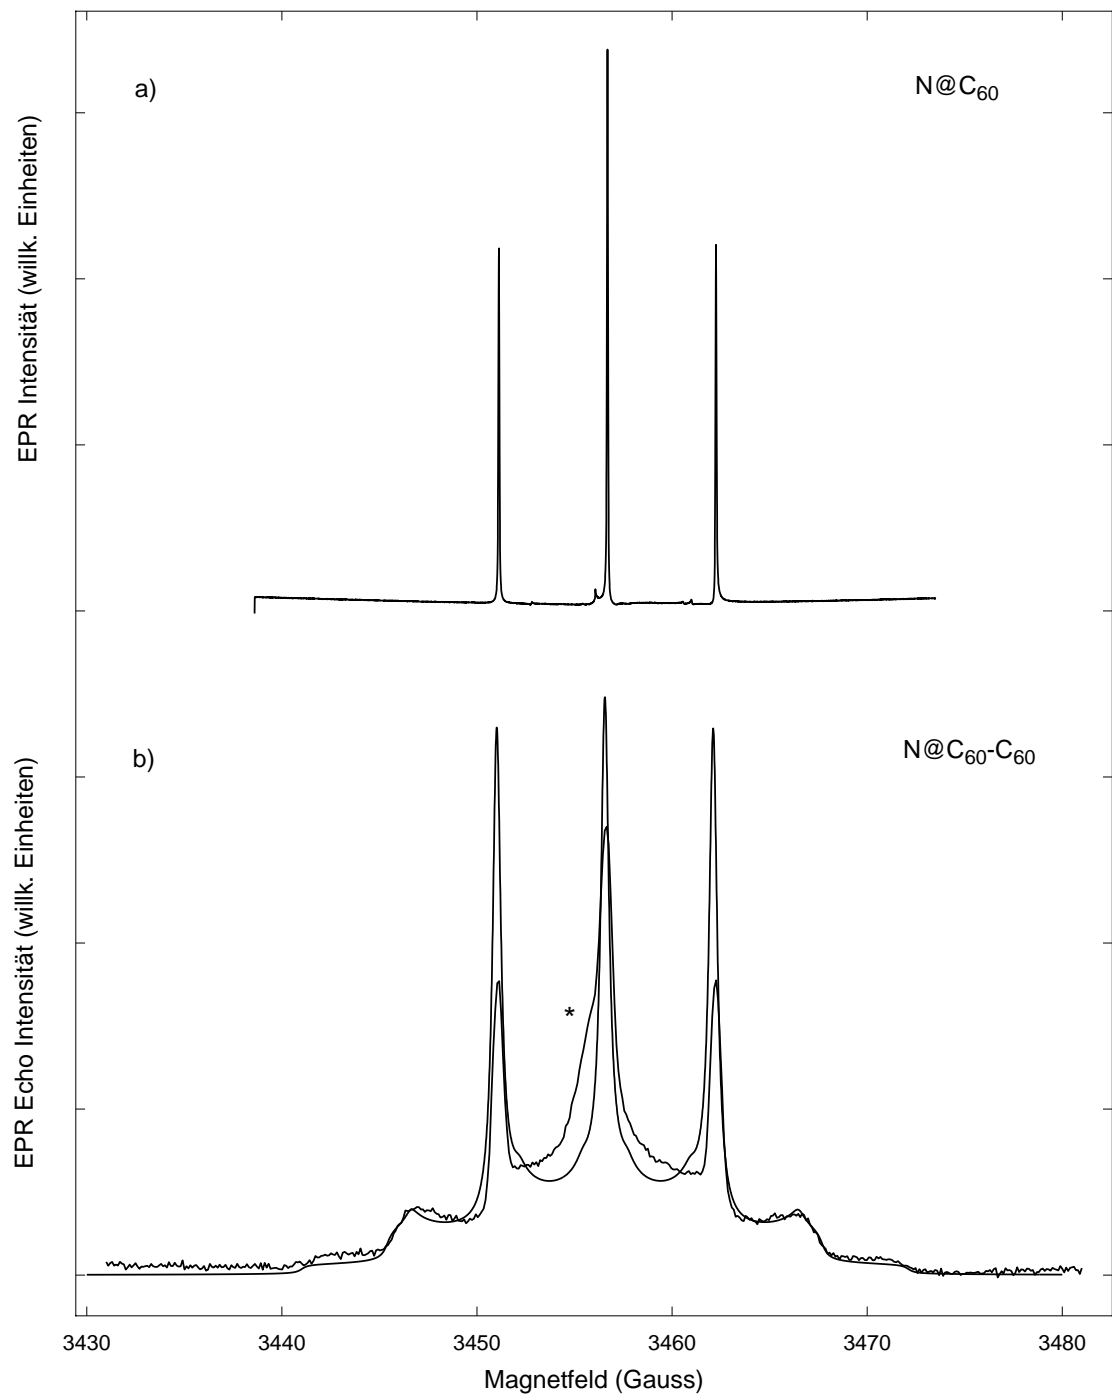 a)
N@C₆₀
EPR Intensität (willk. Einheiten)
b)
N@C₆₀-C₆₀
*
EPR Echo Intensität (willk. Einheiten)
3430 3440 3450 3460 3470 3480
Magnetfeld (Gauss)